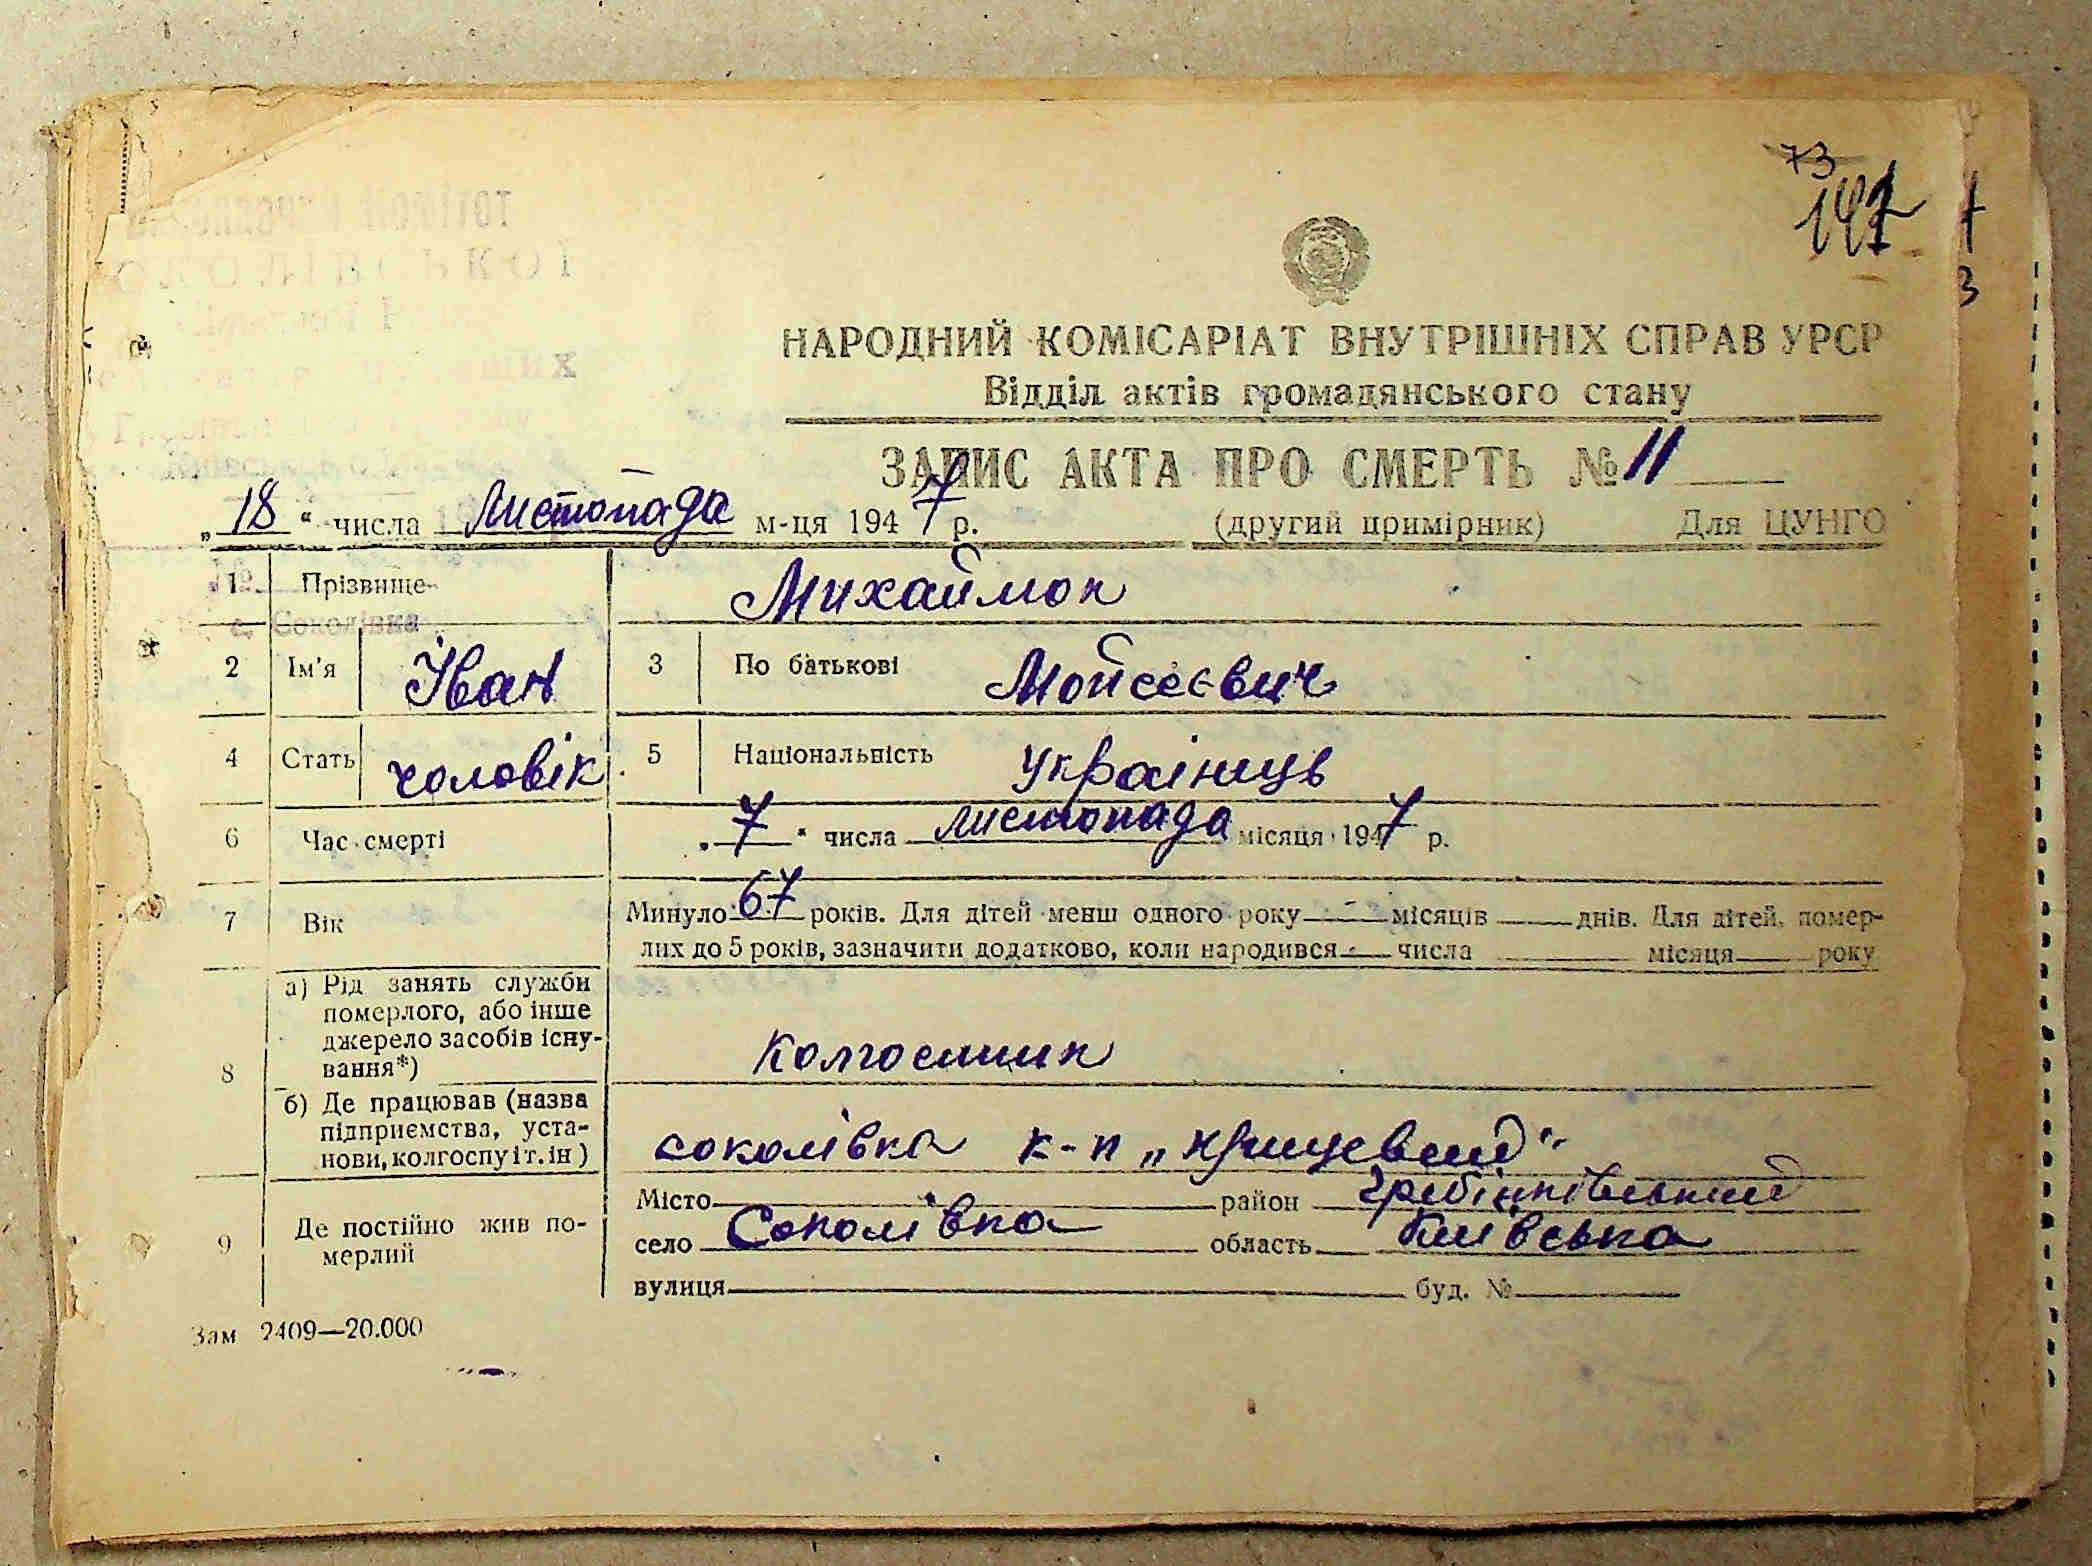 73
НАРОДНИЙ КОМІСАРІАТ ВНУТРІШНІХ СПРАВ УРСР
Відділ актів громадянського стану
ЗАПИС АКТА ПРО СМЕРТЬ № 11
„18“ числа Листопада м-ця 1947 р. (другий примірник) Для ЦУНГО
1 Прізвище Михаймок
2 Ім'я Іван 3 По батькові Мойсеєвич
4 Стать чоловік 5 Національність Українець
6 Час смерті „7“ числа листопада місяця 1947 р.
7 Вік Минуло 67 років. Для дітей менш одного року - місяців днів. Для дітей, помер-
лих до 5 років, зазначити додатково, коли народився - числа місяця року
8 а) Рід занять служби
померлого, або інше
джерело засобів існу-
вання*)
Колгоспник
б) Де працював (назва
підприємства, уста-
нови, колгоспу і т. ін)
Соколівка к-п
9 Де постійно жив по-
мерлий
Місто район Гребінківський
село Соколівка область Київська
вулиця буд. №
Зам 2409—20.000